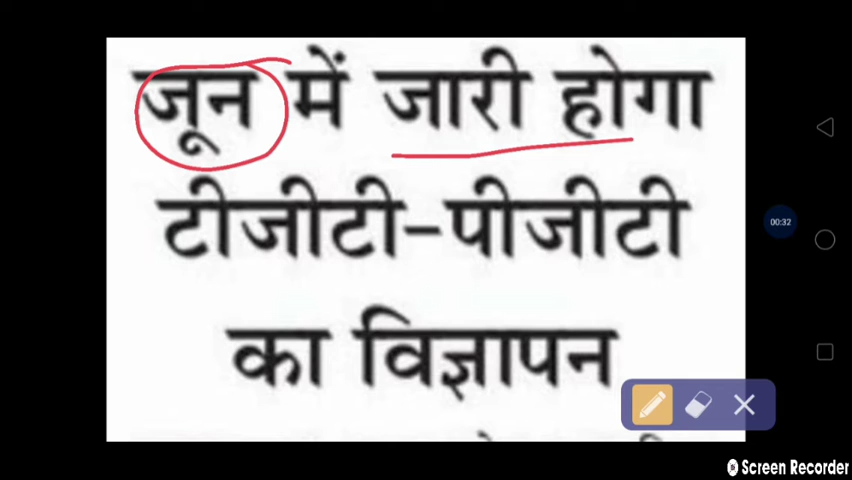 जून में जारी होगा
टीजीटी-पीजीटी
का विज्ञापन
00:32
Screen Recorder